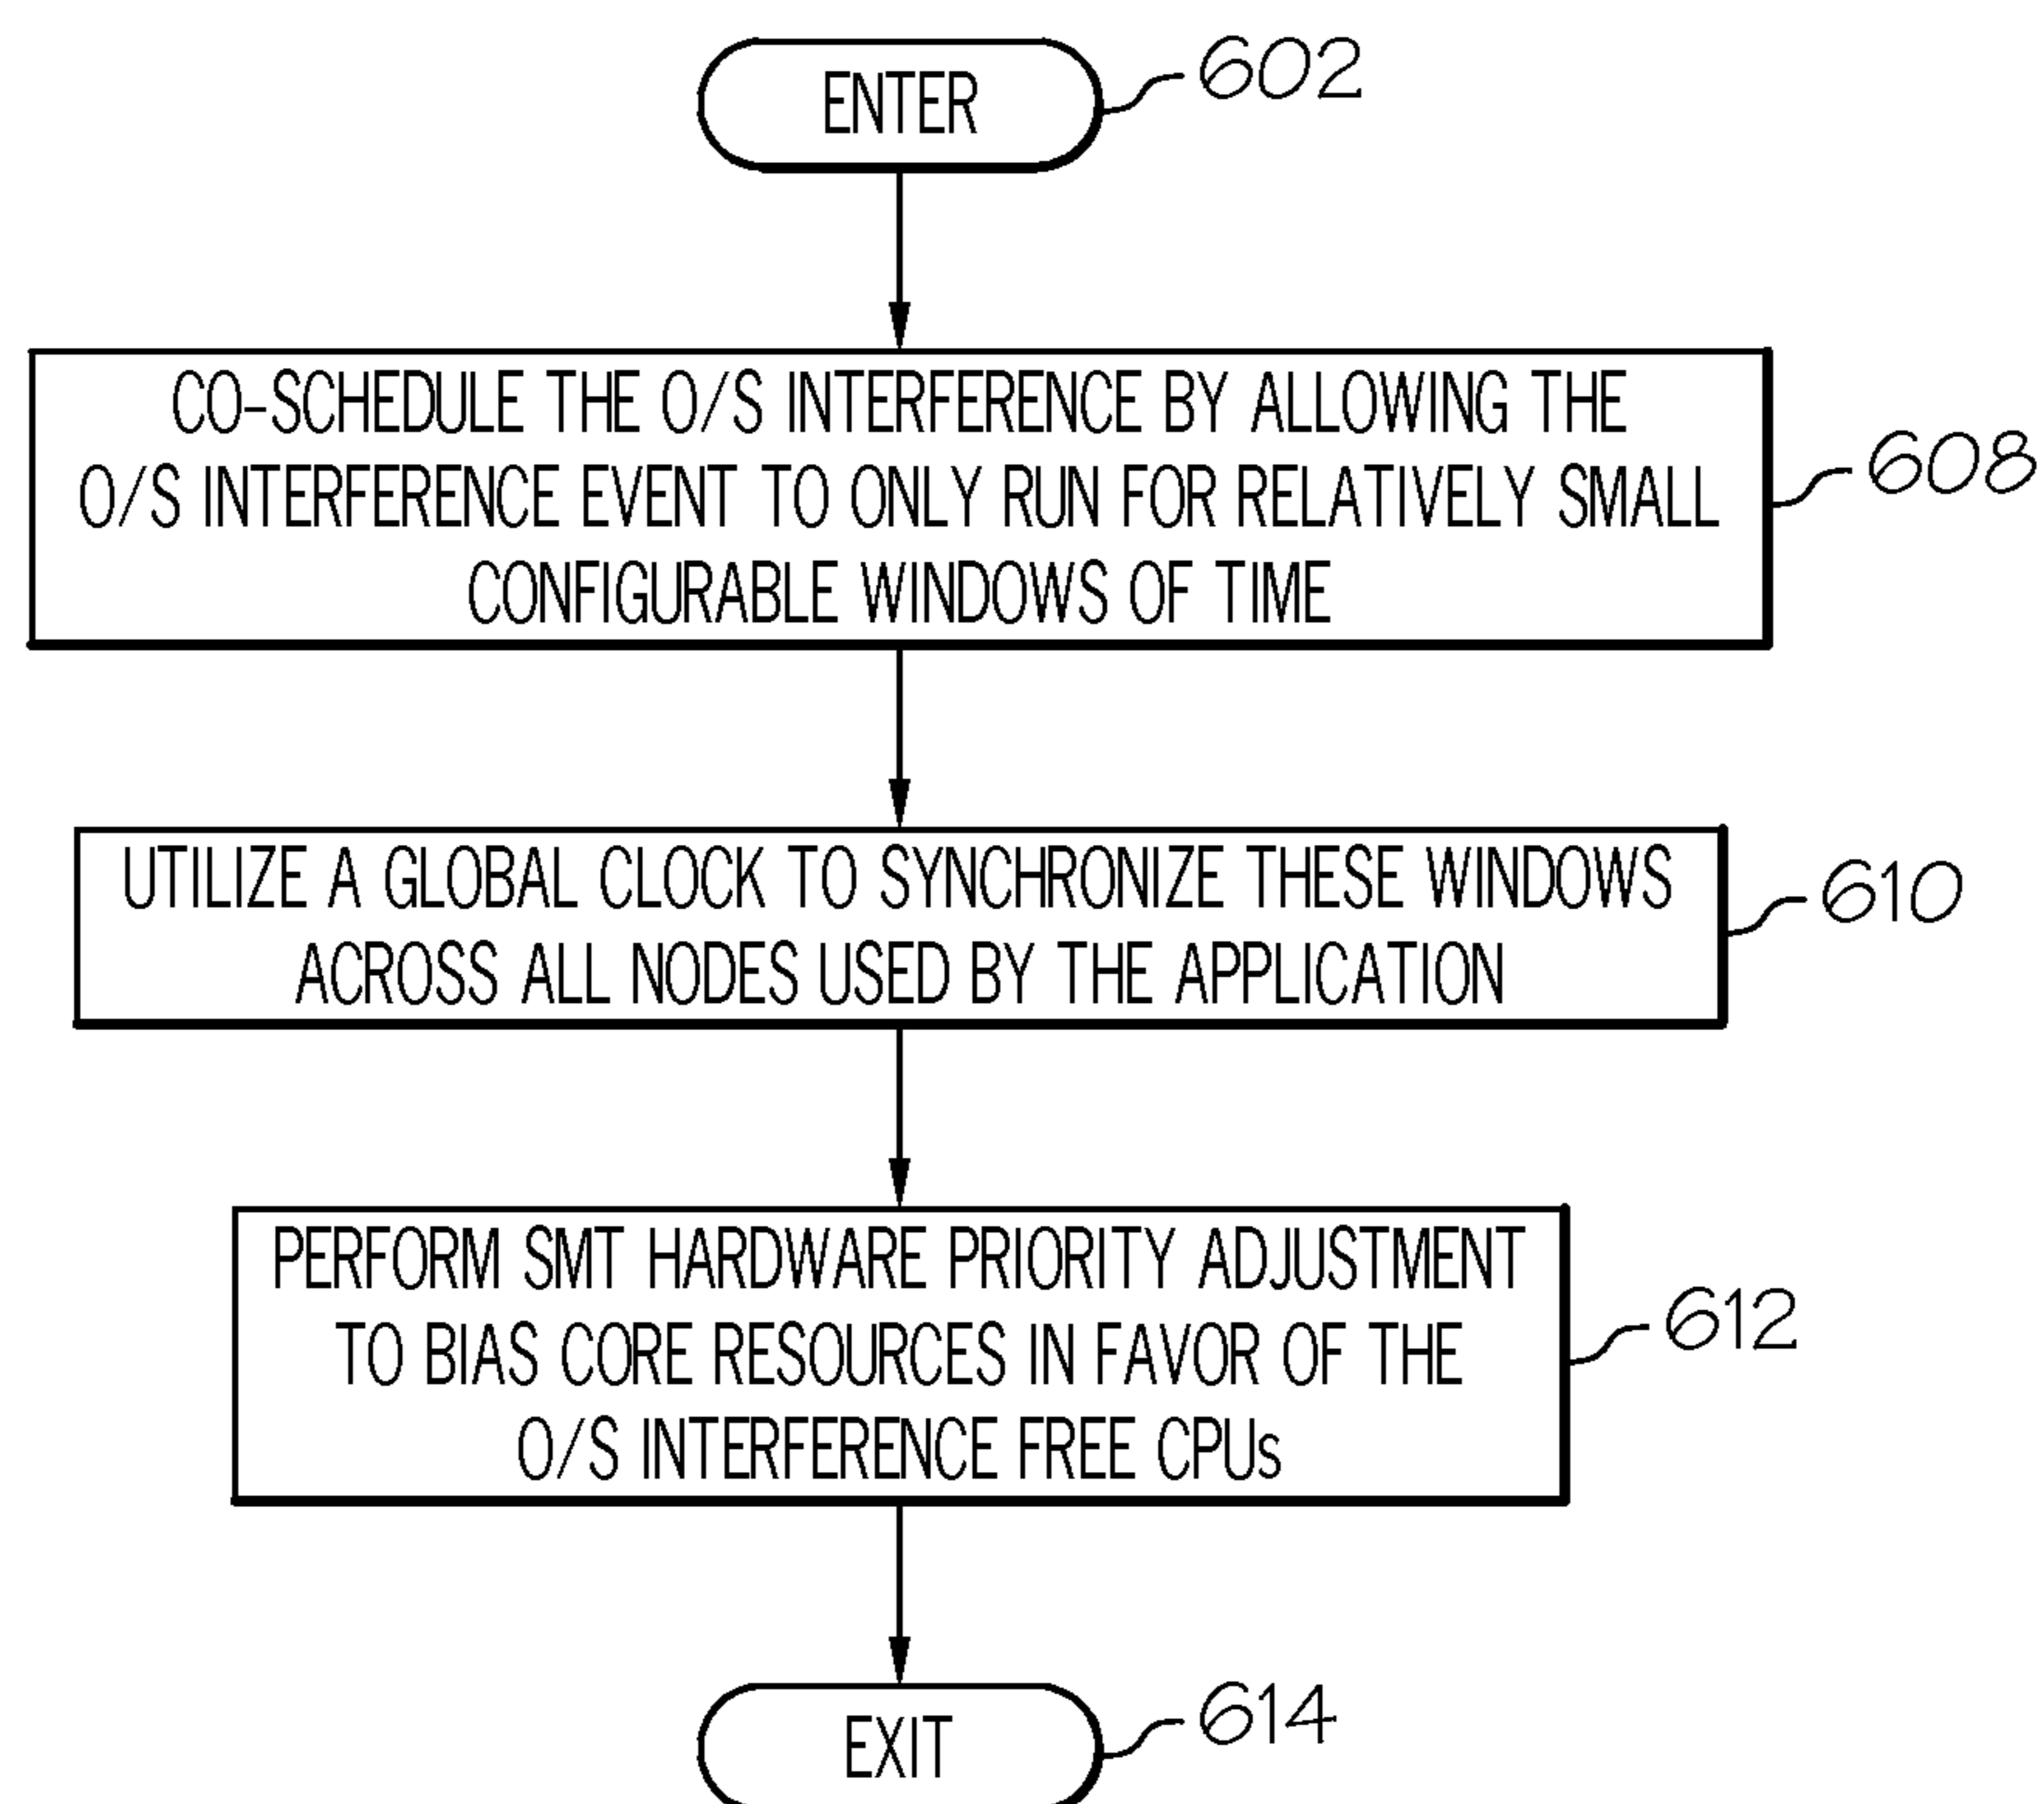 ENTER
602
CO-SCHEDULE THE O/S INTERFERENCE BY ALLOWING THE
O/S INTERFERENCE EVENT TO ONLY RUN FOR RELATIVELY SMALL
CONFIGURABLE WINDOWS OF TIME
608
UTILIZE A GLOBAL CLOCK TO SYNCHRONIZE THESE WINDOWS
ACROSS ALL NODES USED BY THE APPLICATION
610
PERFORM SMT HARDWARE PRIORITY ADJUSTMENT
TO BIAS CORE RESOURCES IN FAVOR OF THE
O/S INTERFERENCE FREE CPUs
612
EXIT
614